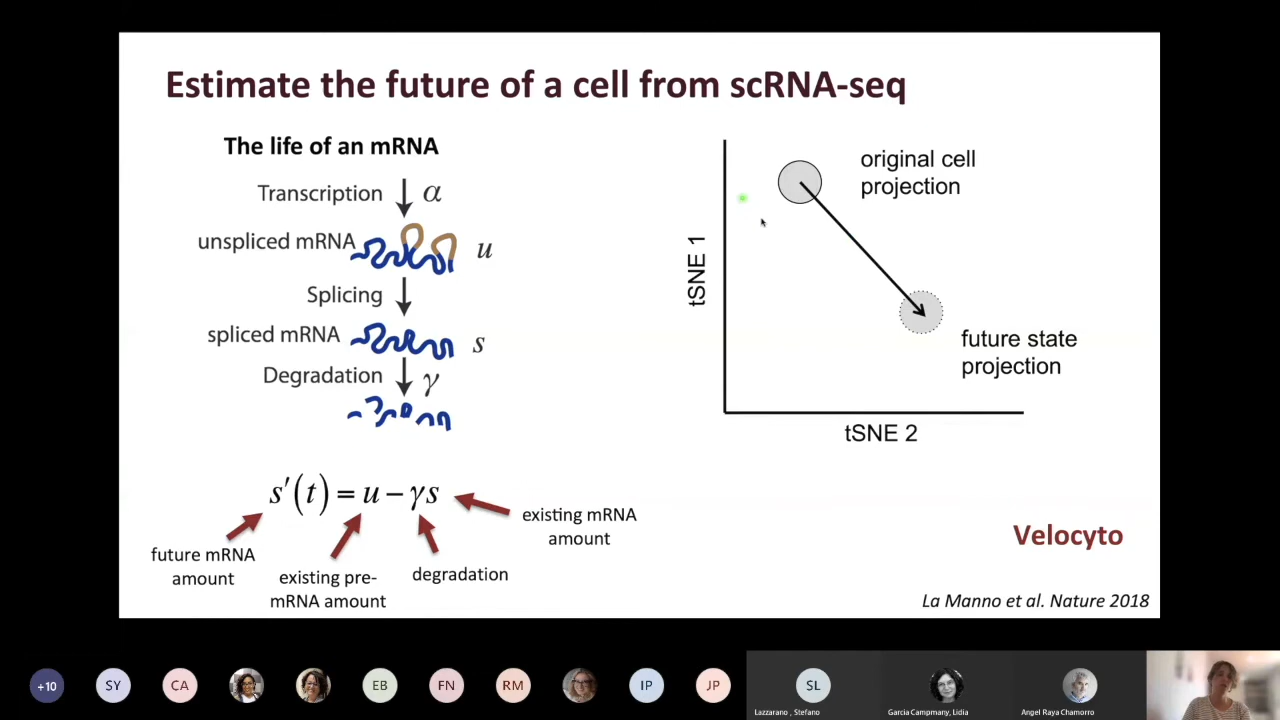 Estimate the future of a cell from scRNA-seq
The life of an mRNA
Transcription α
unspliced mRNA u
Splicing
spliced mRNA s
Degradation γ
s′(t) = u − γs
future mRNA
amount
existing pre-
mRNA amount
degradation
existing mRNA
amount
original cell
projection
tSNE 1
future state
projection
tSNE 2
Velocyto
La Manno et al. Nature 2018
+10
SY
CA
EB
FN
RM
IP
JP
SL
Lazzarano , Stefano
Garcia Campmany, Lidia
Angel Raya Chamorro